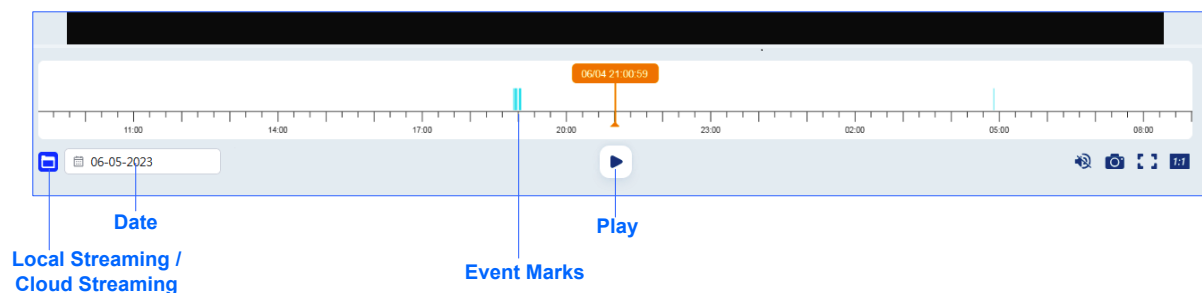 06/04 21:00:59
11:00 14:00 17:00 20:00 23:00 02:00 05:00 08:00
06-05-2023
1:1
Date
Play
Local Streaming /
Cloud Streaming
Event Marks